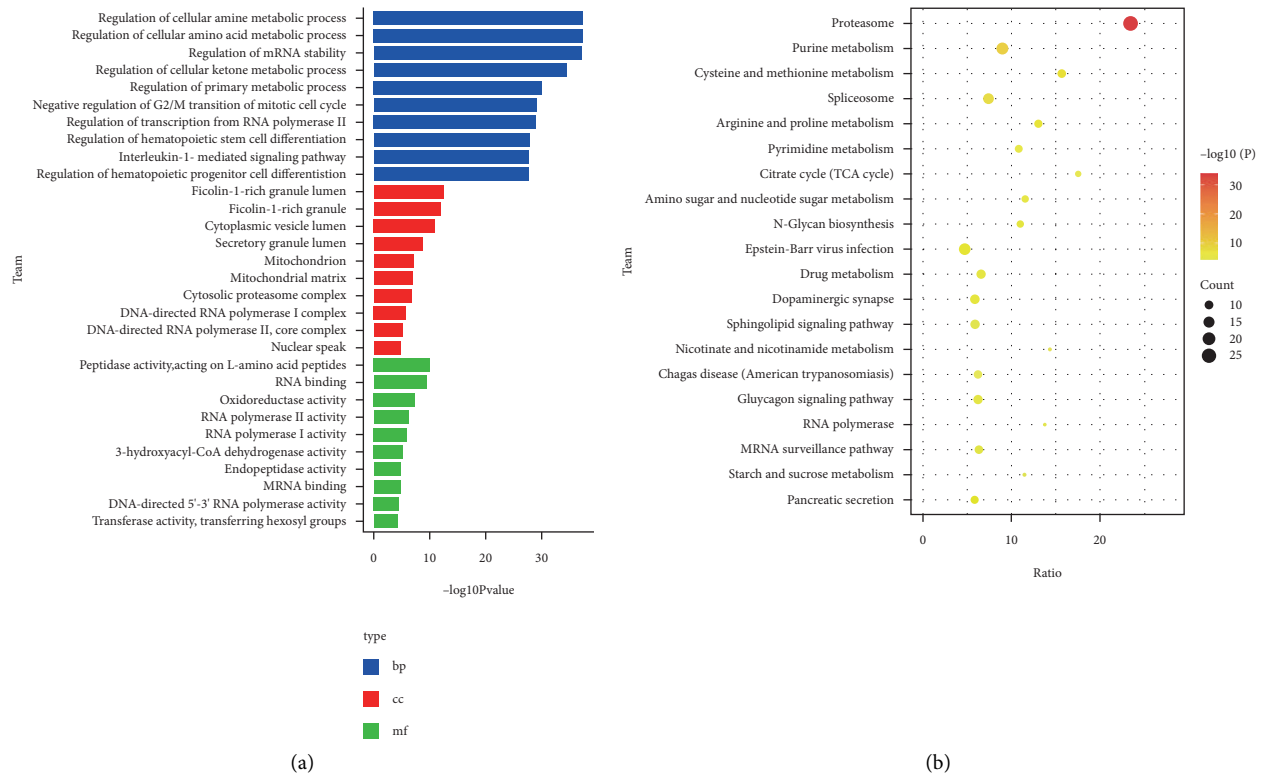 Regulation of cellular amine metabolic process
Regulation of cellular amino acid metabolic process
Regulation of mRNA stability
Regulation of cellular ketone metabolic process
Regulation of primary metabolic process
Negative regulation of G2/M transition of mitotic cell cycle
Regulation of transcription from RNA polymerase II
Regulation of hematopoietic stem cell differentiation
Interleukin-1- mediated signaling pathway
Regulation of hematopoietic progenitor cell differentistion
Ficolin-1-rich granule lumen
Ficolin-1-rich granule
Cytoplasmic vesicle lumen
Secretory granule lumen
Mitochondrion
Mitochondrial matrix
Cytosolic proteasome complex
DNA-directed RNA polymerase I complex
DNA-directed RNA polymerase II, core complex
Nuclear speak
Peptidase activity,acting on L-amino acid peptides
RNA binding
Oxidoreductase activity
RNA polymerase II activity
RNA polymerase I activity
3-hydroxyacyl-CoA dehydrogenase activity
Endopeptidase activity
MRNA binding
DNA-directed 5'-3' RNA polymerase activity
Transferase activity, transferring hexosyl groups
Team
0 10 20 30
–log10Pvalue
type
bp
cc
mf
(a)
Proteasome
Purine metabolism
Cysteine and methionine metabolism
Spliceosome
Arginine and proline metabolism
Pyrimidine metabolism
Citrate cycle (TCA cycle)
Amino sugar and nucleotide sugar metabolism
N-Glycan biosynthesis
Epstein-Barr virus infection
Drug metabolism
Dopaminergic synapse
Sphingolipid signaling pathway
Nicotinate and nicotinamide metabolism
Chagas disease (American trypanosomiasis)
Gluycagon signaling pathway
RNA polymerase
MRNA surveillance pathway
Starch and sucrose metabolism
Pancreatic secretion
Team
0 10 20
Ratio
–log10 (P)
30
20
10
Count
10
15
20
25
(b)